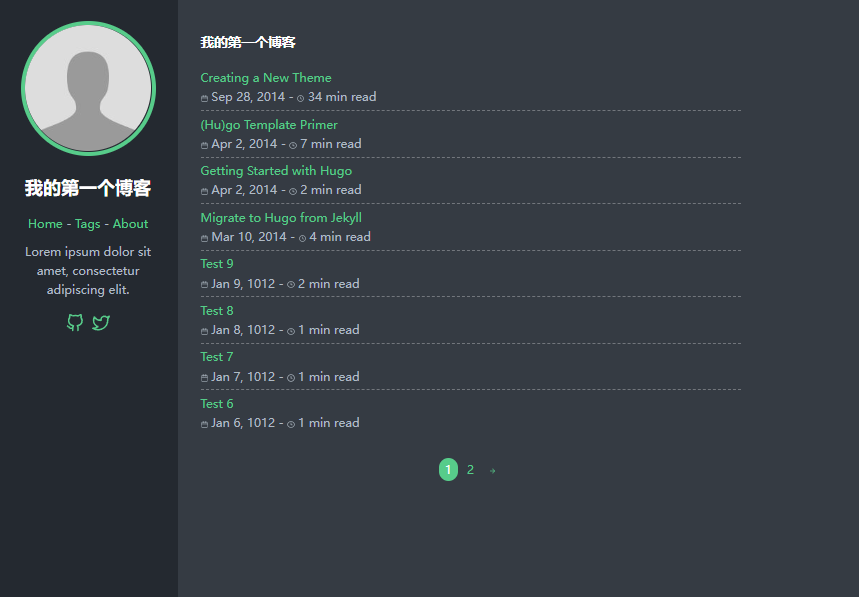 我的第一个博客
Home - Tags - About
Lorem ipsum dolor sit
amet, consectetur
adipiscing elit.
我的第一个博客
Creating a New Theme
Sep 28, 2014 - 34 min read
(Hu)go Template Primer
Apr 2, 2014 - 7 min read
Getting Started with Hugo
Apr 2, 2014 - 2 min read
Migrate to Hugo from Jekyll
Mar 10, 2014 - 4 min read
Test 9
Jan 9, 1012 - 2 min read
Test 8
Jan 8, 1012 - 1 min read
Test 7
Jan 7, 1012 - 1 min read
Test 6
Jan 6, 1012 - 1 min read
1 2 →